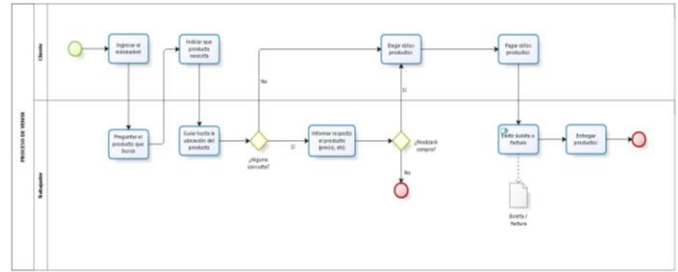 PROCESO DE VENTA
Cliente
Trabajador
Ingresar al
minimarket
Indicar que
producto
necesita
Elegir el/los
productos
Pagar el/los
productos
No
Si
Preguntar el
producto que
busca
Guiar hasta la
ubicación del
producto
¿Alguna
consulta?
Si
Informar respecto
al producto
(precio, etc)
¿Realizará
compra?
No
Emitir boleta o
factura
Entregar
productos
Boleta /
factura